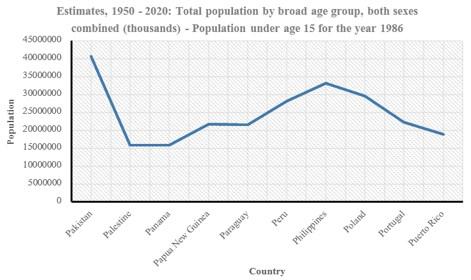 Estimates, 1950 - 2020: Total population by broad age group, both sexes
combined (thousands) - Population under age 15 for the year 1986
45000000
40000000
35000000
30000000
25000000
20000000
15000000
10000000
5000000
0
Population
Pakistan
Palestine
Panama
Papua New Guinea
Paraguay
Peru
Philippines
Poland
Portugal
Puerto Rico
Country